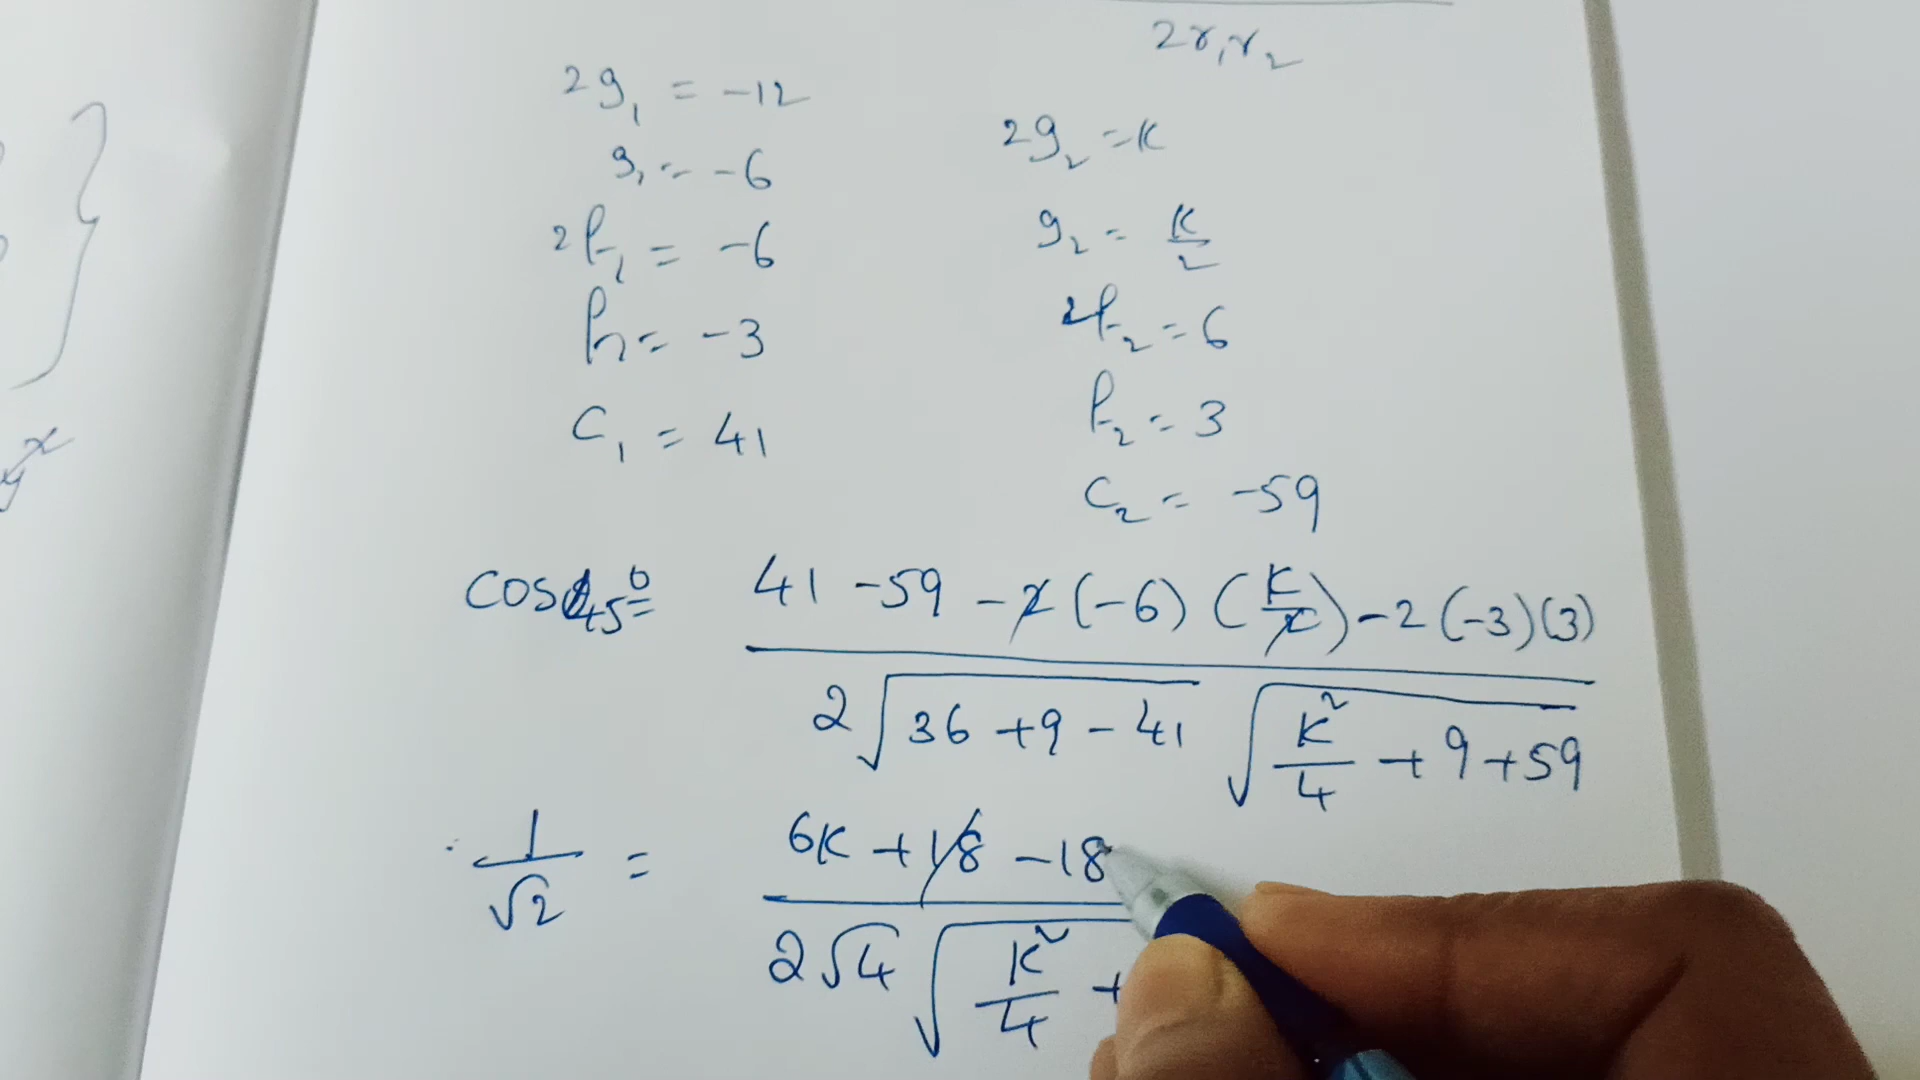 2r₁r₂
2g₁ = -12
g₁ = -6
2f₁ = -6
f₁ = -3
C₁ = 41
2g₂ = K
g₂ = K/2
2f₂ = 6
f₂ = 3
C₂ = -59
cos45° = 41 - 59 - 2(-6)(K/2) - 2(-3)(3)
2√36 + 9 - 41 √K²/4 + 9 + 59
1/√2 = 6K + 18 - 18
2√4 √K²/4 +